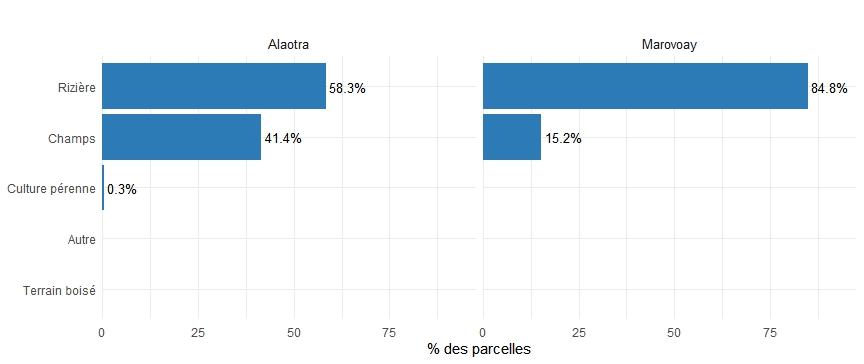 Alaotra Marovoay
Rizière 58.3% 84.8%
Champs 41.4% 15.2%
Culture pérenne 0.3%
Autre
Terrain boisé
0 25 50 75 0 25 50 75
% des parcelles